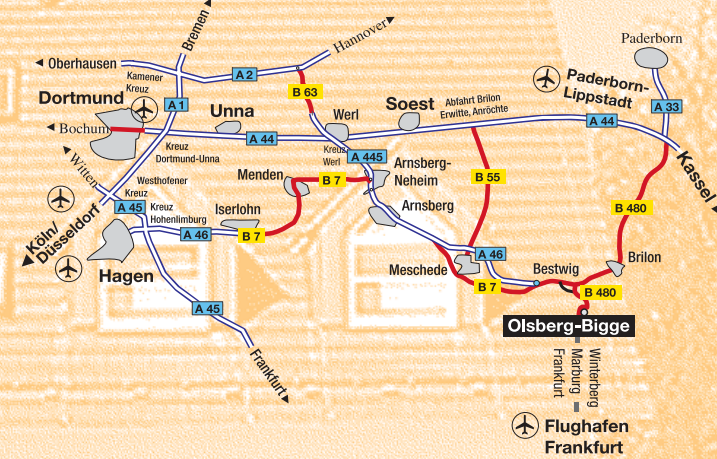 Bremen
Hannover
Paderborn
Oberhausen
A 2
Kamener
Kreuz
B 63
Dortmund
A 1
Paderborn-
Lippstadt
A 33
Unna
Werl
Soest
Abfahrt Brilon
Erwitte, Anröchte
A 44
Bochum
A 44
Kreuz
Dortmund-Unna
Kreuz
Werl
A 445
Kassel
Witten
Westhofener
Kreuz
Menden
B 7
Arnsberg-
Neheim
B 55
A 45
Kreuz
Hohenlimburg
Iserlohn
Arnsberg
B 480
Köln/
Düsseldorf
A 46
B 7
Hagen
A 46
Meschede
Bestwig
Brilon
B 7
B 480
A 45
Olsberg-Bigge
Frankfurt
Winterberg
Marburg
Frankfurt
Flughafen
Frankfurt